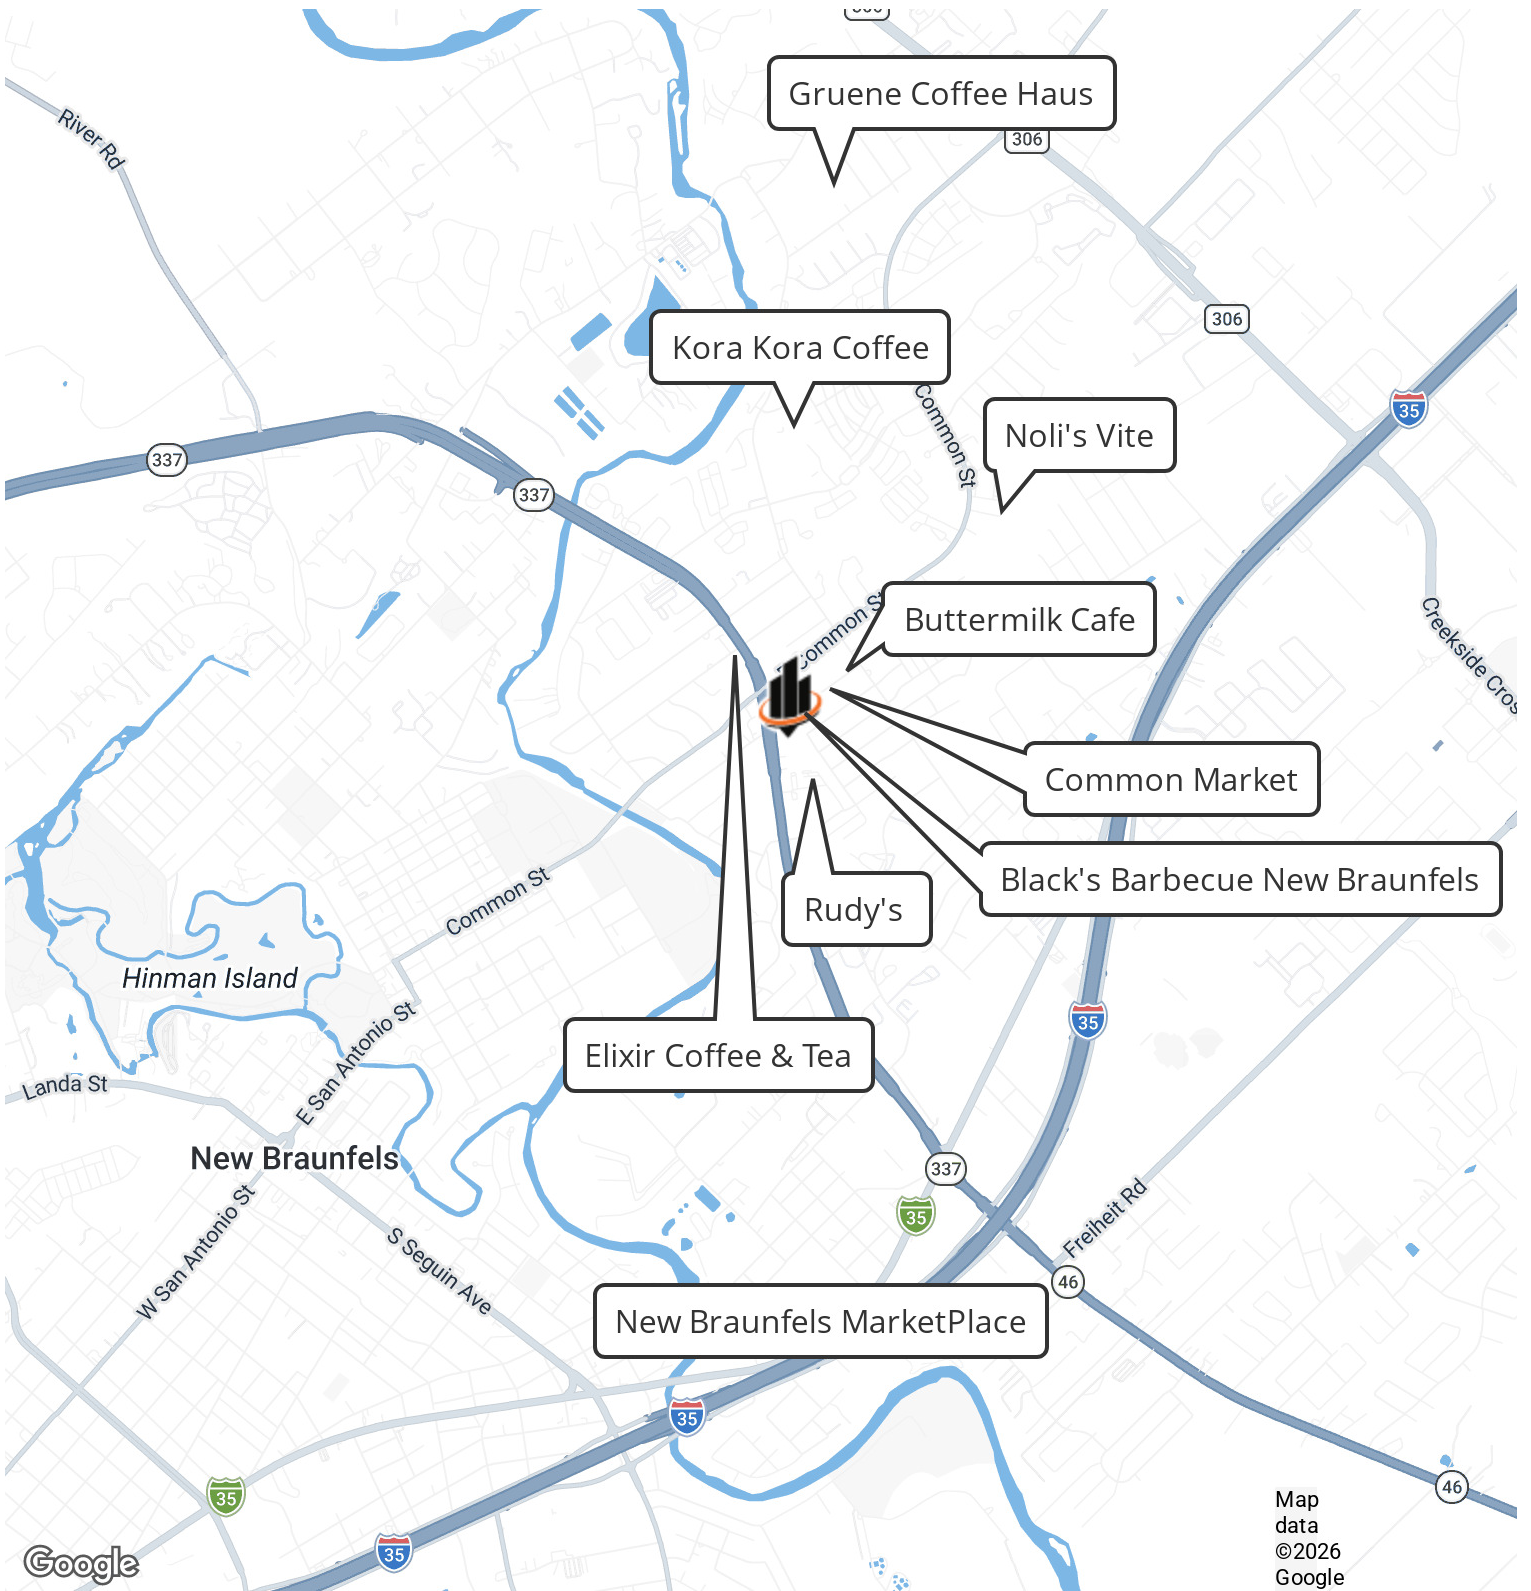 Gruene Coffee Haus
306
River Rd
306
Kora Kora Coffee
Common St
Noli's Vite
35
337
337
Common St
Buttermilk Cafe
Creekside Cros
Common Market
Black's Barbecue New Braunfels
Rudy's
Common St
Hinman Island
E San Antonio St
35
Elixir Coffee & Tea
Landa St
New Braunfels
337
35
Freiheit Rd
W San Antonio St
S Seguin Ave
46
New Braunfels MarketPlace
35
35
46
35
Map
data
©2026
Google
Google